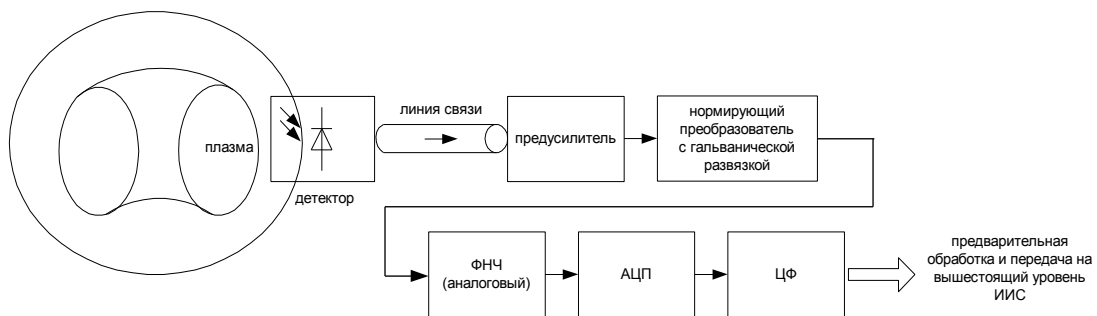 плазма
детектор
линия связи
предусилитель
нормирующий
преобразователь
с гальванической
развязкой
ФНЧ
(аналоговый)
АЦП
ЦФ
предварительная
обработка и передача на
вышестоящий уровень
ИИС